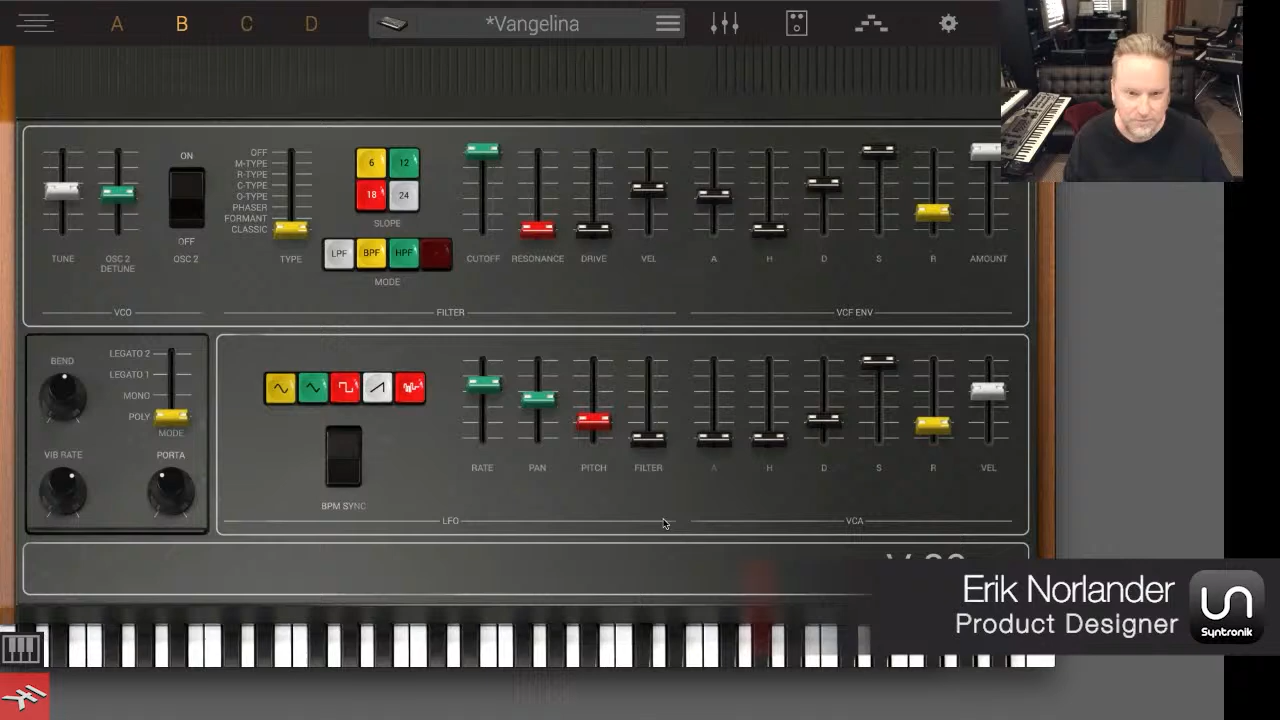 A B C D *Vangelina
ON
OFF
M-TYPE
R-TYPE
C-TYPE
O-TYPE
PHASER
FORMANT
CLASSIC
6 12
18 24
SLOPE
LPF BPF HPF
MODE
OFF
TUNE OSC 2 DETUNE OSC 2 TYPE CUTOFF RESONANCE DRIVE VEL A H D S R AMOUNT
VCO FILTER VCF ENV
BEND
LEGATO 2
LEGATO 1
MONO
POLY
MODE
VIB RATE PORTA
BPM SYNC
RATE PAN PITCH FILTER A H D S R VEL
LFO VCA
Erik Norlander
Product Designer
Syntronik